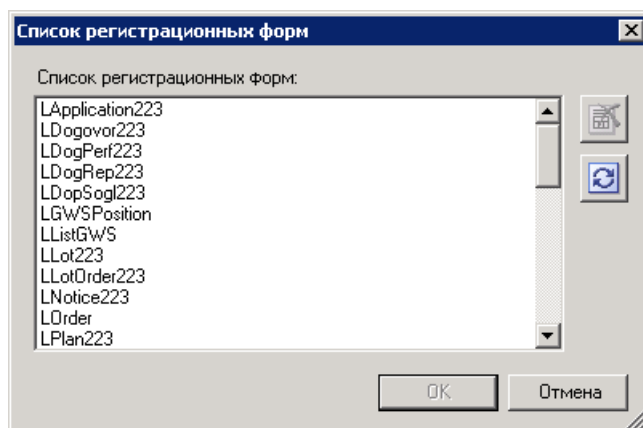 Список регистрационных форм
Список регистрационных форм:
LApplication223
LDogovor223
LDogPerf223
LDogRep223
LDopSogl223
LGWSPosition
LListGWS
LLot223
LLotOrder223
LNotice223
LOrder
LPlan223
OK
Отмена